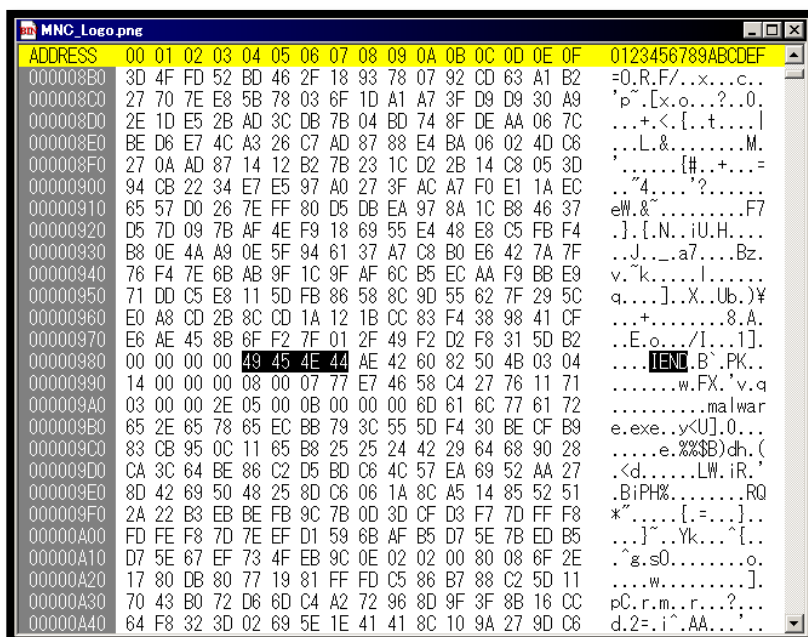 MNC_Logo.png
ADDRESS 00 01 02 03 04 05 06 07 08 09 0A 0B 0C 0D 0E 0F 0123456789ABCDEF
000008B0 3D 4F FD 52 BD 46 2F 18 93 78 07 92 CD 63 A1 B2 =O.R.F/..x...c..
000008C0 27 70 7E E8 5B 78 03 6F 1D A1 A7 3F D9 D9 30 A9 'p~.[x.o...?..0.
000008D0 2E 1D E5 2B AD 3C DB 7B 04 BD 74 8F DE AA 06 7C ...+.<.{..t....|
000008E0 BE D6 E7 4C A3 26 C7 AD 87 88 E4 BA 06 02 4D C6 ...L.&........M.
000008F0 27 0A AD 87 14 12 B2 7B 23 1C D2 2B 14 C8 05 3D '......{#..+...=
00000900 94 CB 22 34 E7 E5 97 A0 27 3F AC A7 F0 E1 1A EC .."4....'?......
00000910 65 57 D0 26 7E FF 80 D5 DB EA 97 8A 1C B8 46 37 eW.&~.........F7
00000920 D5 7D 09 7B AF 4E F9 18 69 55 E4 48 E8 C5 FB F4 .}.{.N..iU.H....
00000930 B8 0E 4A A9 0E 5F 94 61 37 A7 C8 B0 E6 42 7A 7F ..J.._.a7....Bz.
00000940 76 F4 7E 6B AB 9F 1C 9F AF 6C B5 EC AA F9 BB E9 v.~k.....l......
00000950 71 DD C5 E8 11 5D FB 86 58 8C 9D 55 62 7F 29 5C q....]..X..Ub.)¥
00000960 E0 A8 CD 2B 8C CD 1A 12 1B CC 83 F4 38 98 41 CF ...+........8.A.
00000970 E6 AE 45 8B 6F F2 7F 01 2F 49 F2 D2 F8 31 5D B2 ..E.o.../I...1].
00000980 00 00 00 00 49 45 4E 44 AE 42 60 82 50 4B 03 04 ....IEND.B`.PK..
00000990 14 00 00 00 08 00 07 77 E7 46 58 C4 27 76 11 71 .......w.FX.'v.q
000009A0 03 00 00 2E 05 00 0B 00 00 00 6D 61 6C 77 61 72 ..........malwar
000009B0 65 2E 65 78 65 EC BB 79 3C 55 5D F4 30 BE CF B9 e.exe..y<U].0...
000009C0 83 CB 95 0C 11 65 B8 25 25 24 42 29 64 68 90 28 .....e.%%$B)dh.(
000009D0 CA 3C 64 BE 86 C2 D5 BD C6 4C 57 EA 69 52 AA 27 .<d......LW.iR.'
000009E0 8D 42 69 50 48 25 8D C6 06 1A 8C A5 14 85 52 51 .BiPH%........RQ
000009F0 2A 22 B3 EB BE FB 9C 7B 0D 3D CF D3 F7 7D FF F8 *".....{.=...}..
00000A00 FD FE F8 7D 7E EF D1 59 6B AF B5 D7 5E 7B ED B5 ...}~..Yk...^{..
00000A10 D7 5E 67 EF 73 4F EB 9C 0E 02 02 00 80 08 6F 2E .^g.sO........o.
00000A20 17 80 DB 80 77 19 81 FF FD C5 86 B7 88 C2 5D 11 ....w.........].
00000A30 70 43 B0 72 D6 6D C4 A2 72 96 8D 9F 3F 8B 16 CC pC.r.m..r...?...
00000A40 64 F8 32 3D 02 69 5E 1E 41 41 8C 10 9A 27 9D C6 d.2=.i^.AA...'..